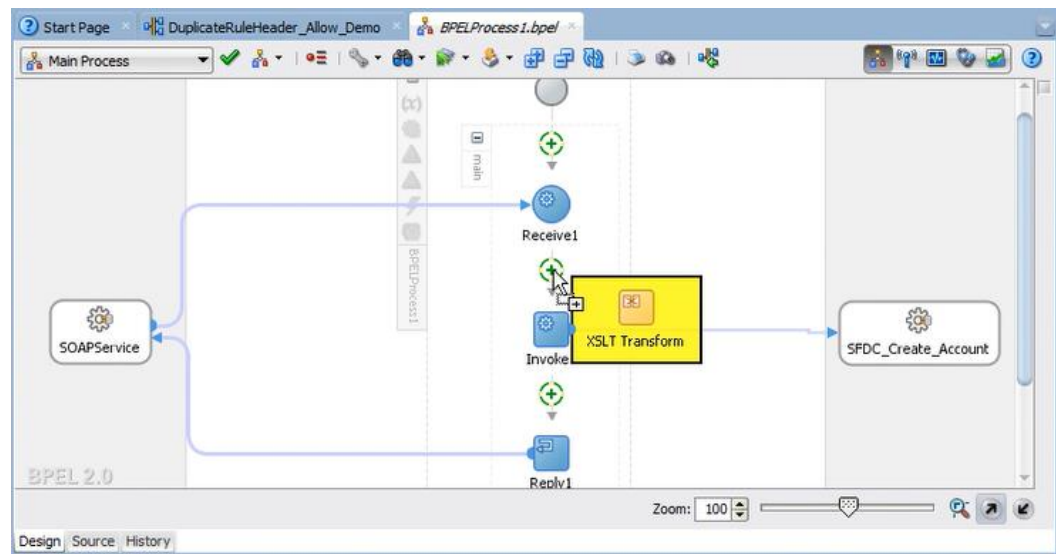 Start Page
DuplicateRuleHeader_Allow_Demo
BPELProcess1.bpel
Main Process
(x)
main
Receive1
BPELProcess1
SOAPService
XSLT Transform
Invoke
SFDC_Create_Account
Reply1
BPEL 2.0
Zoom: 100
Design Source History